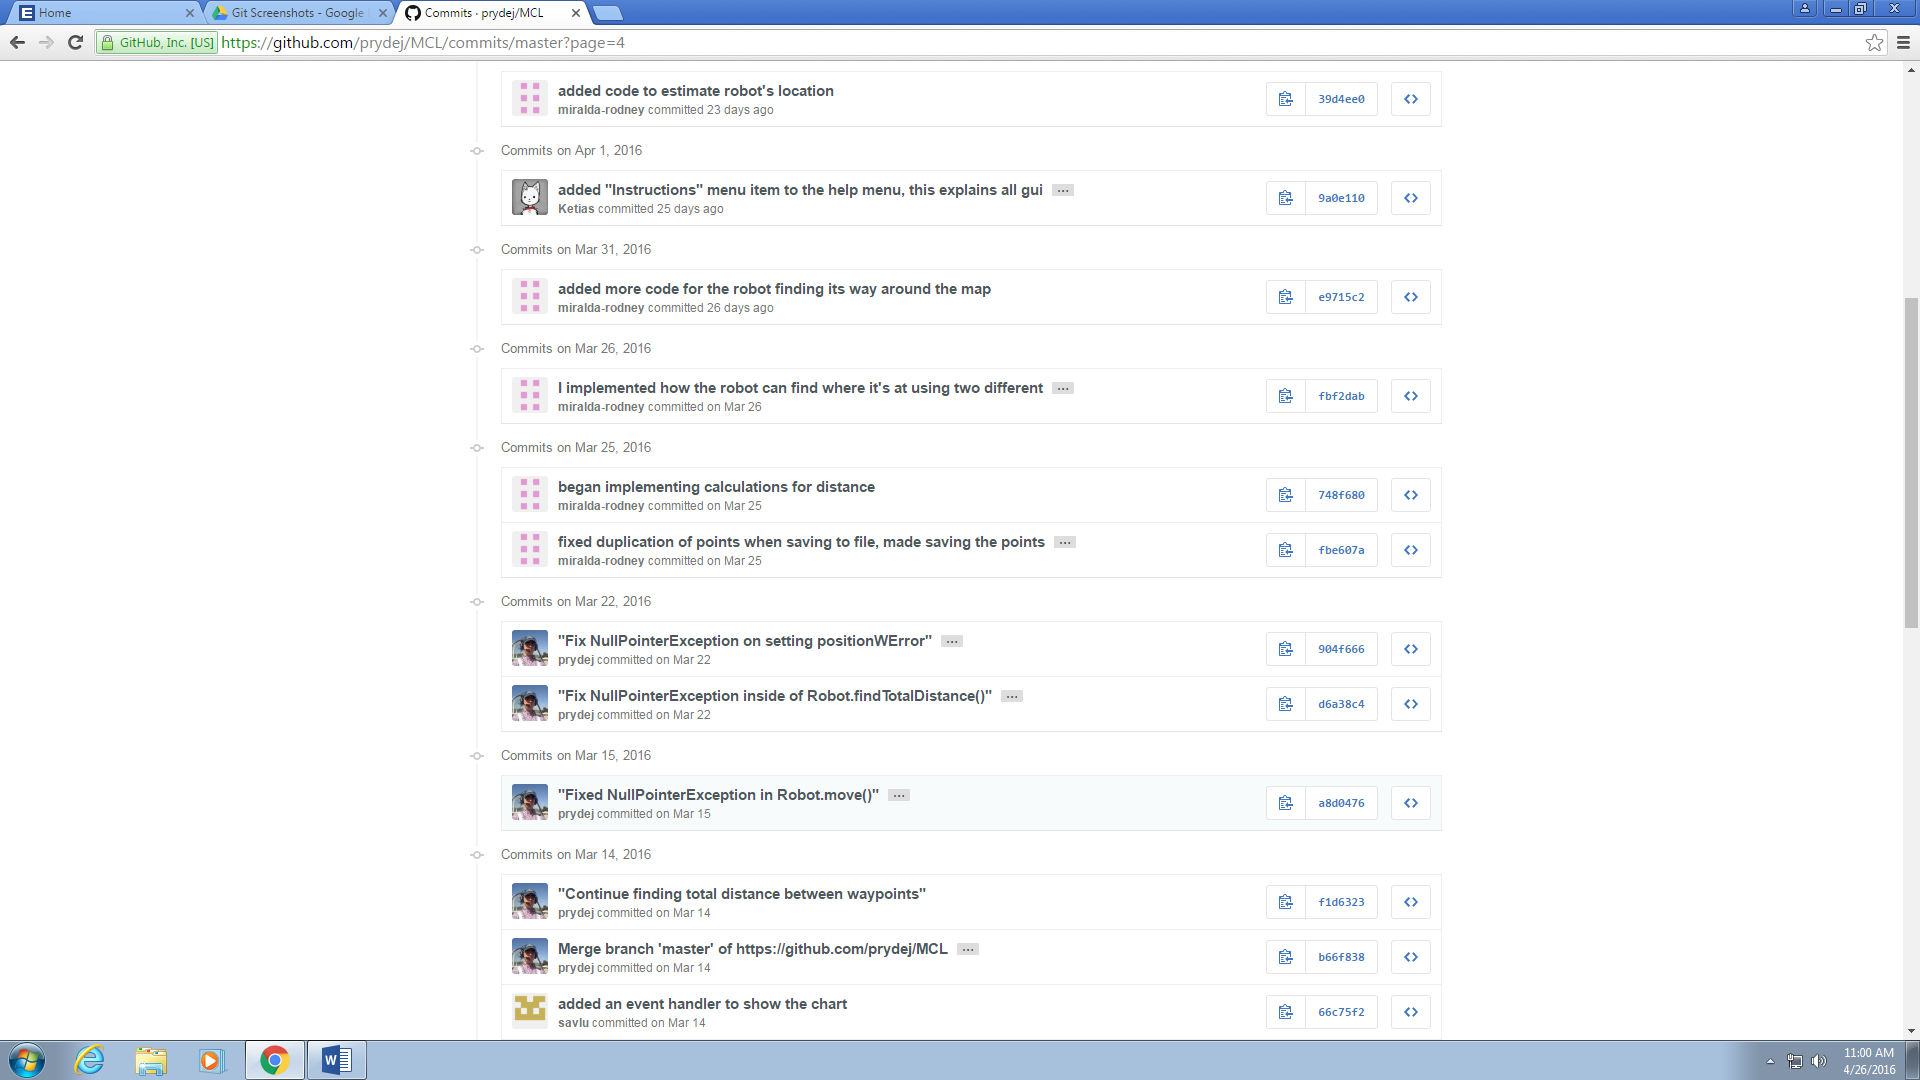 Home
Git Screenshots - Google
Commits · prydej/MCL
GitHub, Inc. [US] https://github.com/prydej/MCL/commits/master?page=4
added code to estimate robot's location
miralda-rodney committed 23 days ago
39d4ee0
Commits on Apr 1, 2016
added "Instructions" menu item to the help menu, this explains all gui ...
Ketias committed 25 days ago
9a0e110
Commits on Mar 31, 2016
added more code for the robot finding its way around the map
miralda-rodney committed 26 days ago
e9715c2
Commits on Mar 26, 2016
I implemented how the robot can find where it's at using two different ...
miralda-rodney committed on Mar 26
fbf2dab
Commits on Mar 25, 2016
began implementing calculations for distance
miralda-rodney committed on Mar 25
748f680
fixed duplication of points when saving to file, made saving the points ...
miralda-rodney committed on Mar 25
fbe607a
Commits on Mar 22, 2016
"Fix NullPointerException on setting positionWError" ...
prydej committed on Mar 22
904f666
"Fix NullPointerException inside of Robot.findTotalDistance()" ...
prydej committed on Mar 22
d6a38c4
Commits on Mar 15, 2016
"Fixed NullPointerException in Robot.move()" ...
prydej committed on Mar 15
a8d0476
Commits on Mar 14, 2016
"Continue finding total distance between waypoints"
prydej committed on Mar 14
f1d6323
Merge branch 'master' of https://github.com/prydej/MCL ...
prydej committed on Mar 14
b66f838
added an event handler to show the chart
savlu committed on Mar 14
66c75f2
11:00 AM
4/26/2016